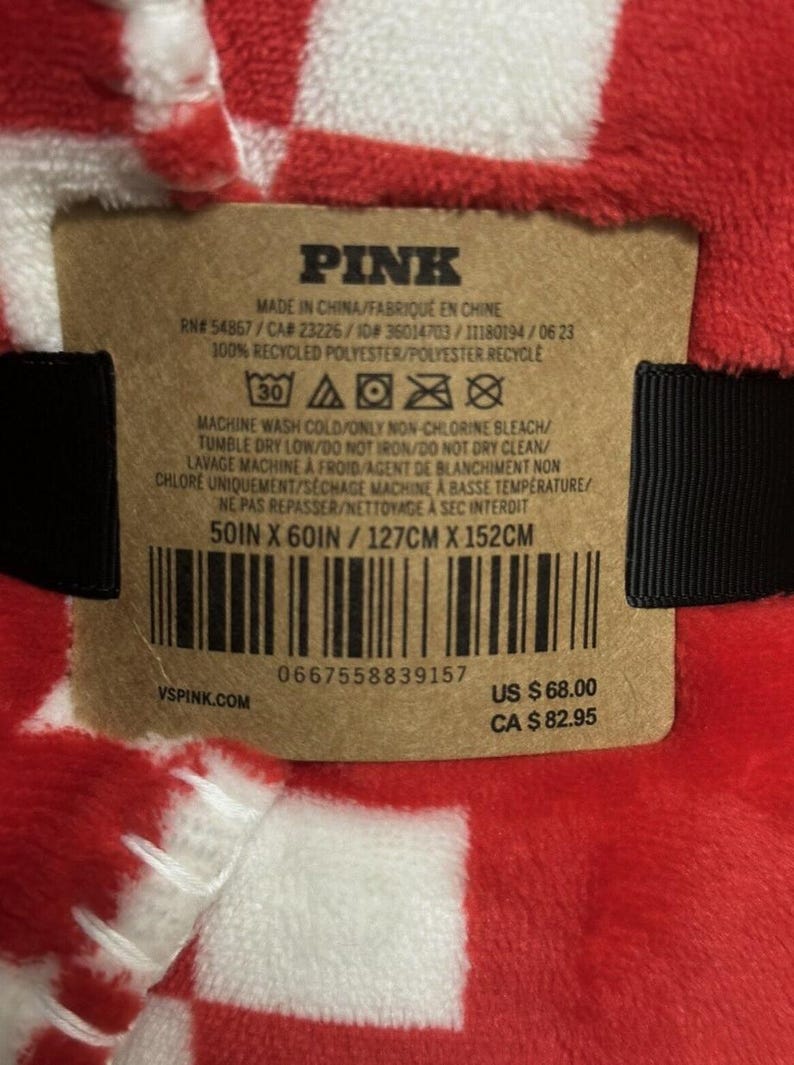 PINK
MADE IN CHINA/FABRIQUÉ EN CHINE
RN# 54867 / CA# 23226 / ID# 36014703 / 11180194 / 06 23
100% RECYCLED POLYESTER/POLYESTER RECYCLÉ
30
MACHINE WASH COLD/ONLY NON-CHLORINE BLEACH/
TUMBLE DRY LOW/DO NOT IRON/DO NOT DRY CLEAN/
LAVAGE MACHINE À FROID/AGENT DE BLANCHIMENT NON
CHLORÉ UNIQUEMENT/SÉCHAGE MACHINE À BASSE TEMPÉRATURE/
NE PAS REPASSER/NETTOYAGE À SEC INTERDIT
50IN X 60IN / 127CM X 152CM
0667558839157
VSPINK.COM
US $ 68.00
CA $ 82.95